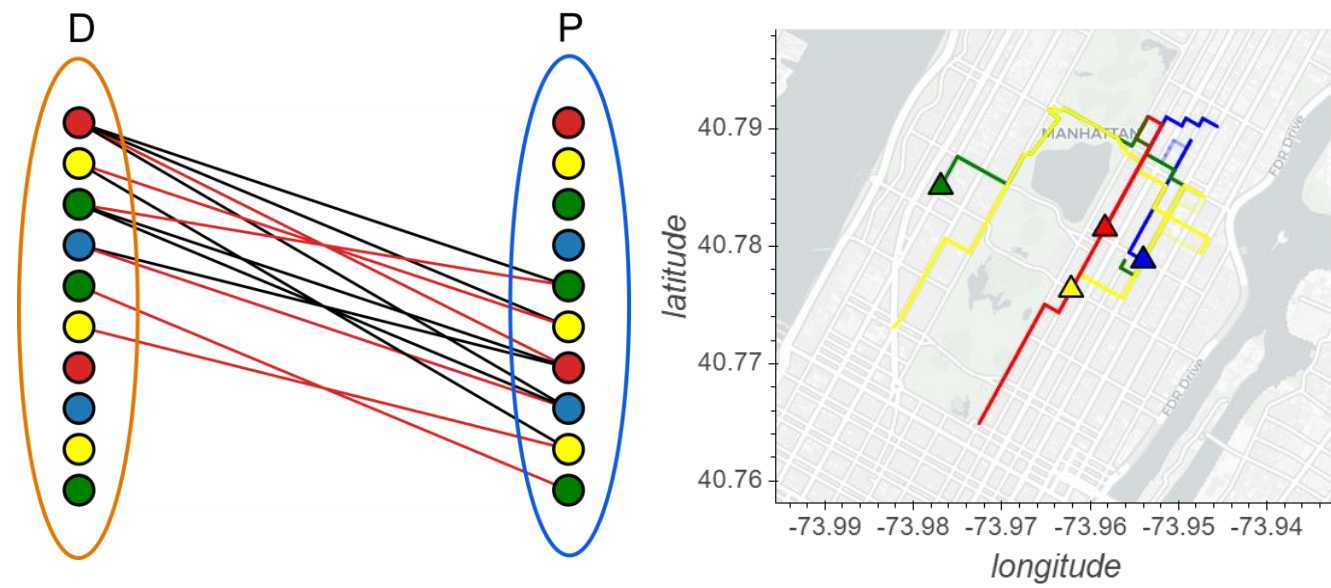 D
P
MANHATTAN
FDR Drive
FDR Drive
latitude
40.79
40.78
40.77
40.76
-73.99
-73.98
-73.97
-73.96
-73.95
-73.94
longitude